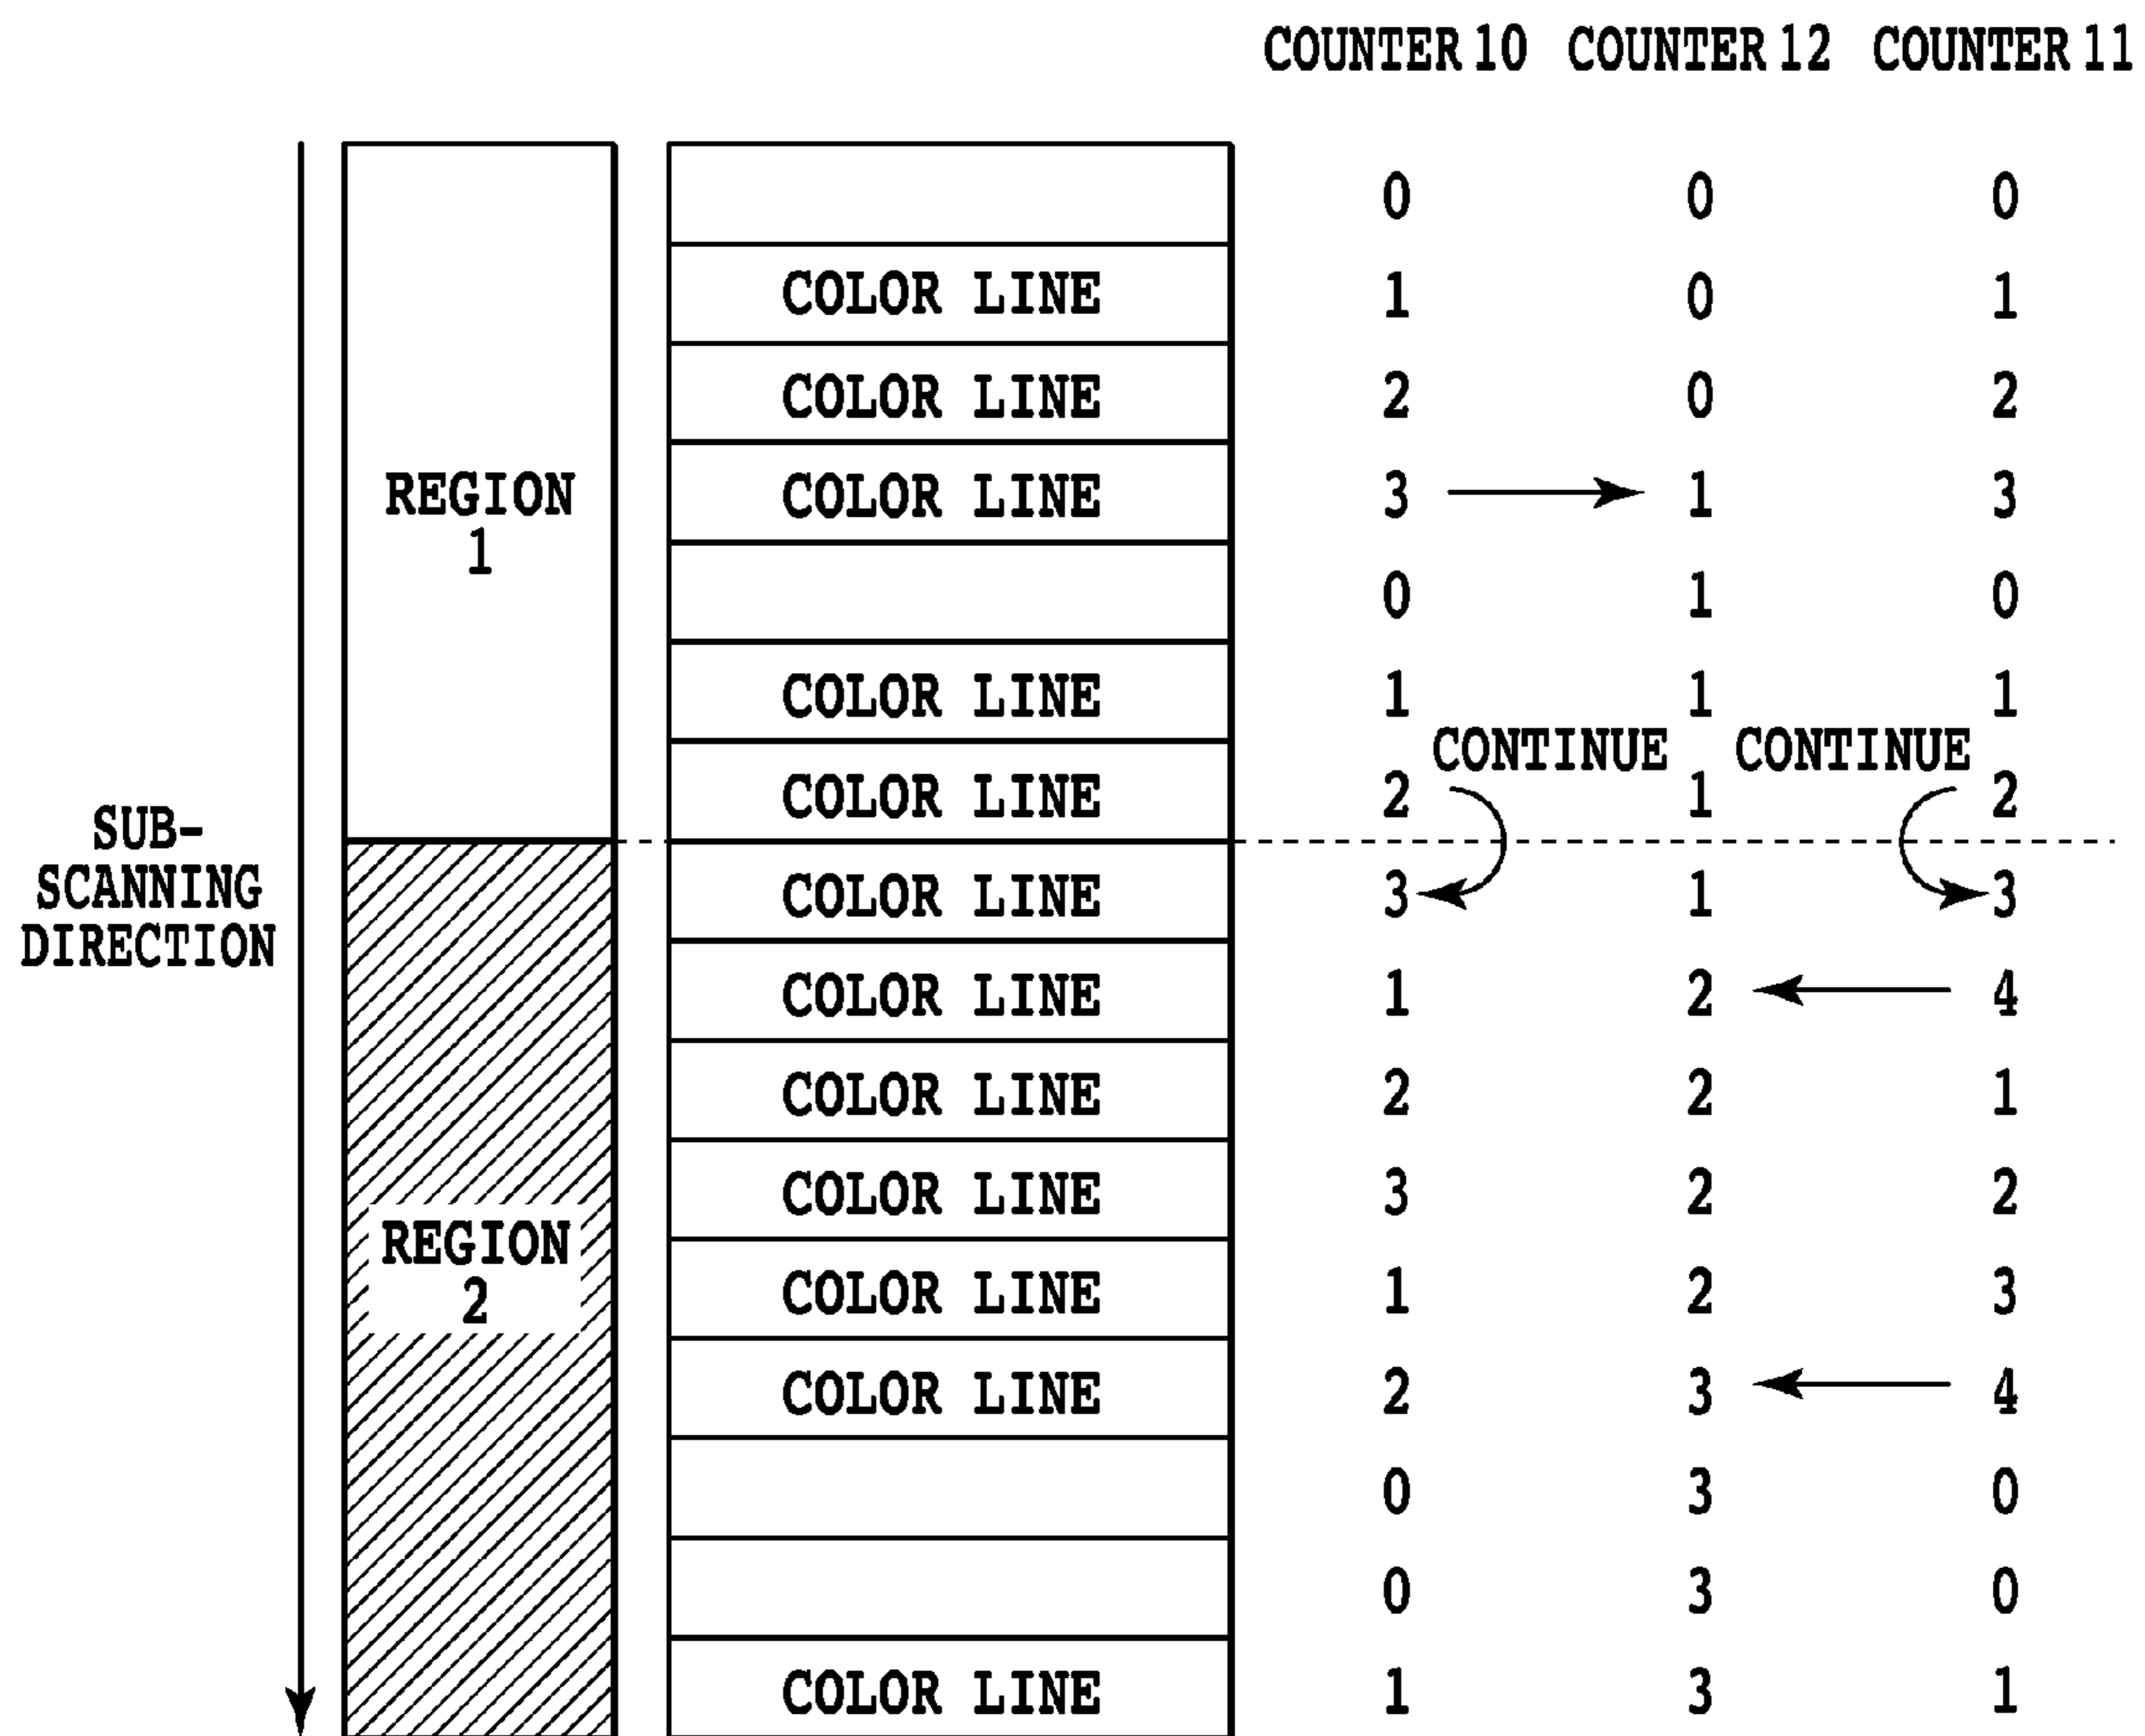 COUNTER 10 COUNTER 12 COUNTER 11
0 0 0
COLOR LINE 1 0 1
COLOR LINE 2 0 2
REGION
1
COLOR LINE 3 1 3
0 1 0
COLOR LINE 1 1 1
CONTINUE CONTINUE
COLOR LINE 2 1 2
SUB-
SCANNING
DIRECTION
COLOR LINE 3 1 3
COLOR LINE 1 2 4
COLOR LINE 2 2 1
COLOR LINE 3 2 2
REGION
2
COLOR LINE 1 2 3
COLOR LINE 2 3 4
0 3 0
0 3 0
COLOR LINE 1 3 1